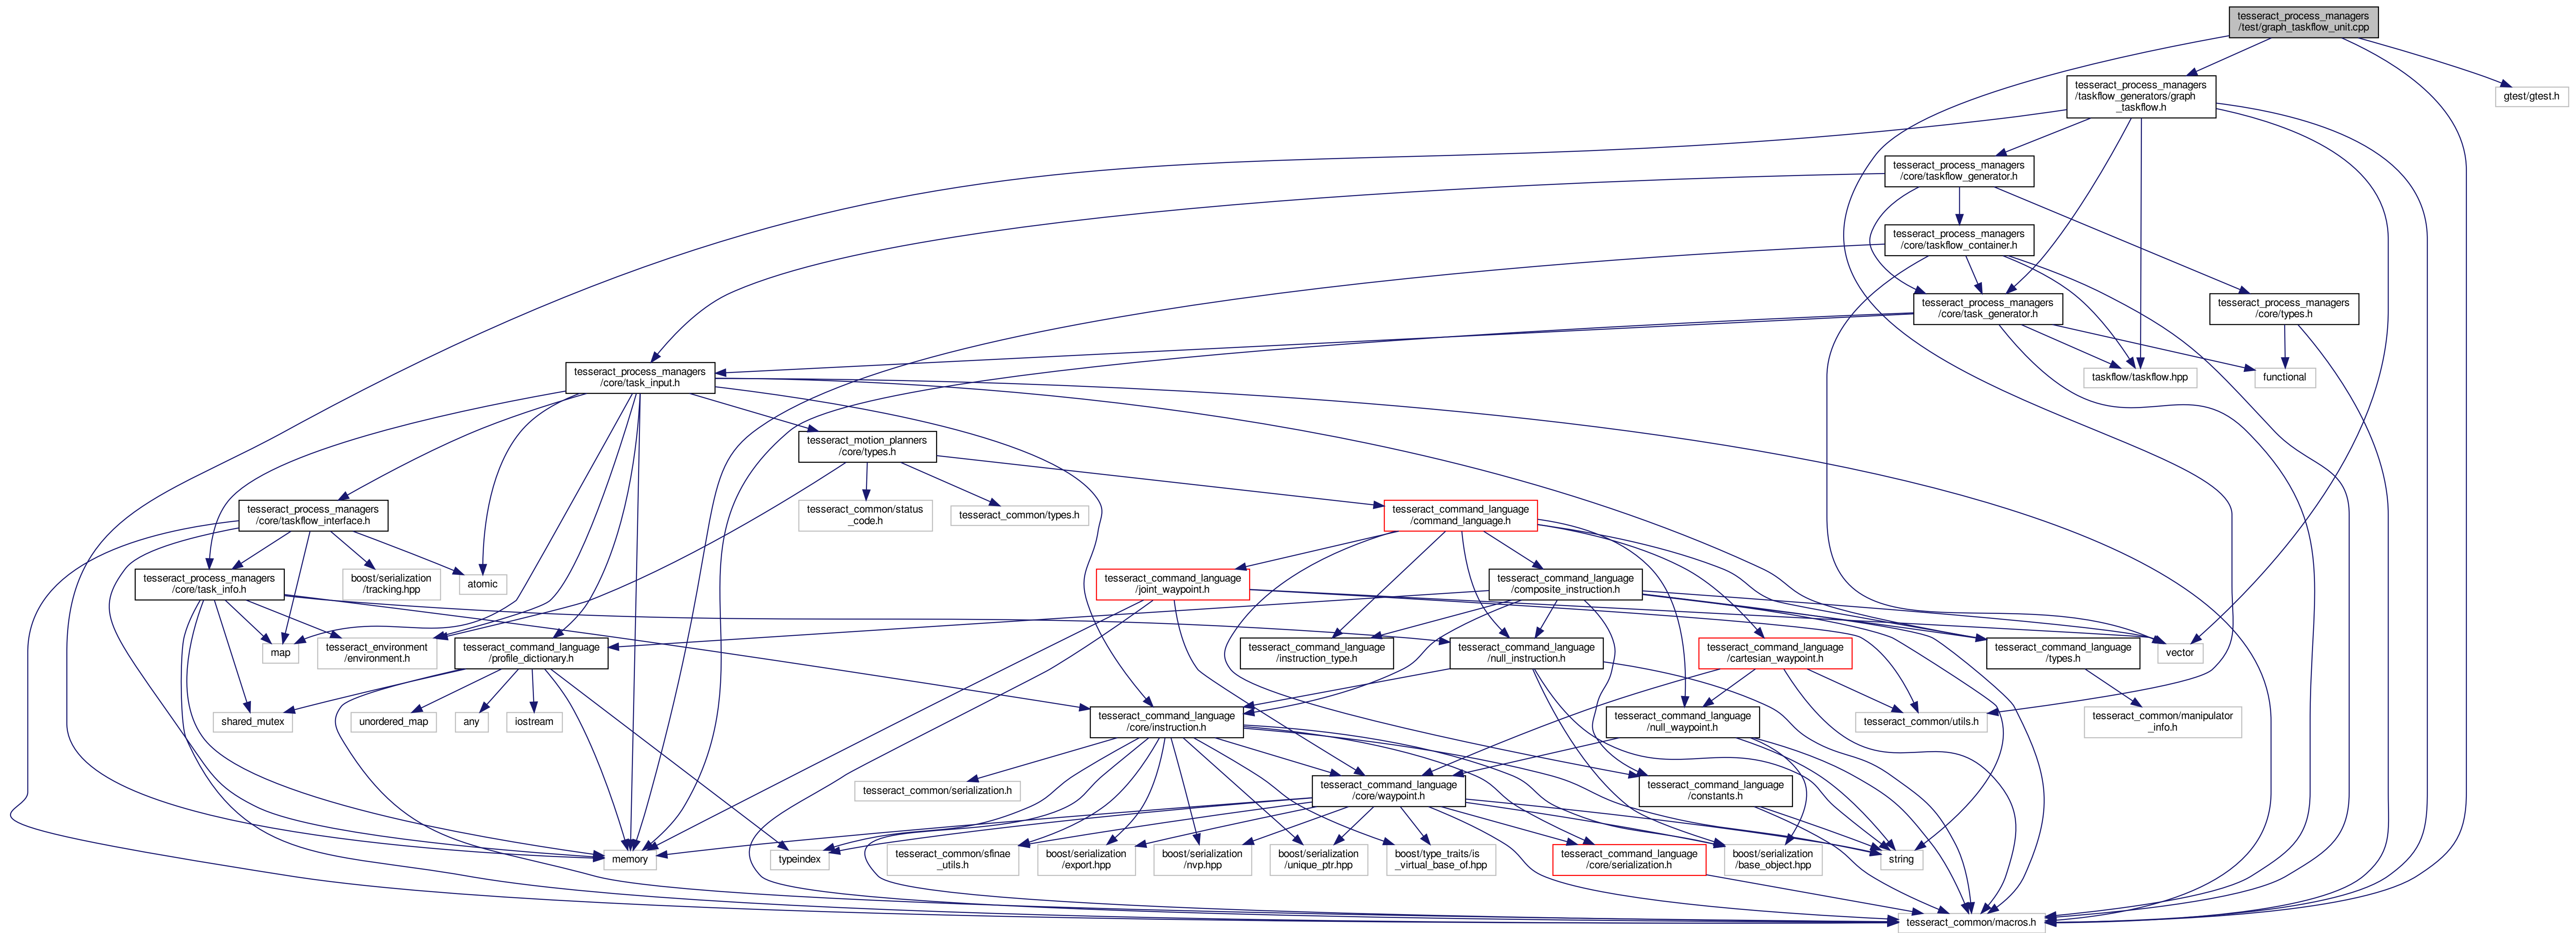 tesseract_process_managers
/test/graph_taskflow_unit.cpp
tesseract_process_managers
/taskflow_generators/graph
_taskflow.h
gtest/gtest.h
tesseract_process_managers
/core/taskflow_generator.h
tesseract_process_managers
/core/taskflow_container.h
tesseract_process_managers
/core/task_generator.h
tesseract_process_managers
/core/types.h
tesseract_process_managers
/core/task_input.h
taskflow/taskflow.hpp
functional
tesseract_motion_planners
/core/types.h
tesseract_process_managers
/core/taskflow_interface.h
tesseract_common/status
_code.h
tesseract_common/types.h
tesseract_command_language
/command_language.h
tesseract_process_managers
/core/task_info.h
boost/serialization
/tracking.hpp
atomic
tesseract_command_language
/joint_waypoint.h
tesseract_command_language
/composite_instruction.h
map
tesseract_environment
/environment.h
tesseract_command_language
/profile_dictionary.h
tesseract_command_language
/instruction_type.h
tesseract_command_language
/null_instruction.h
tesseract_command_language
/cartesian_waypoint.h
tesseract_command_language
/types.h
vector
shared_mutex
unordered_map
any
iostream
tesseract_command_language
/core/instruction.h
tesseract_command_language
/null_waypoint.h
tesseract_common/utils.h
tesseract_common/manipulator
_info.h
tesseract_common/serialization.h
tesseract_command_language
/core/waypoint.h
tesseract_command_language
/constants.h
memory
typeindex
tesseract_common/sfinae
_utils.h
boost/serialization
/export.hpp
boost/serialization
/nvp.hpp
boost/serialization
/unique_ptr.hpp
boost/type_traits/is
_virtual_base_of.hpp
tesseract_command_language
/core/serialization.h
boost/serialization
/base_object.hpp
string
tesseract_common/macros.h